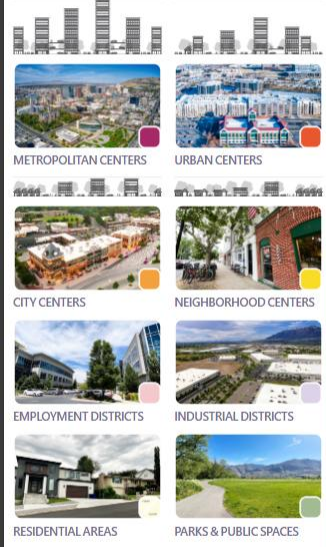 METROPOLITAN CENTERS
URBAN CENTERS
CITY CENTERS
NEIGHBORHOOD CENTERS
EMPLOYMENT DISTRICTS
INDUSTRIAL DISTRICTS
RESIDENTIAL AREAS
PARKS & PUBLIC SPACES